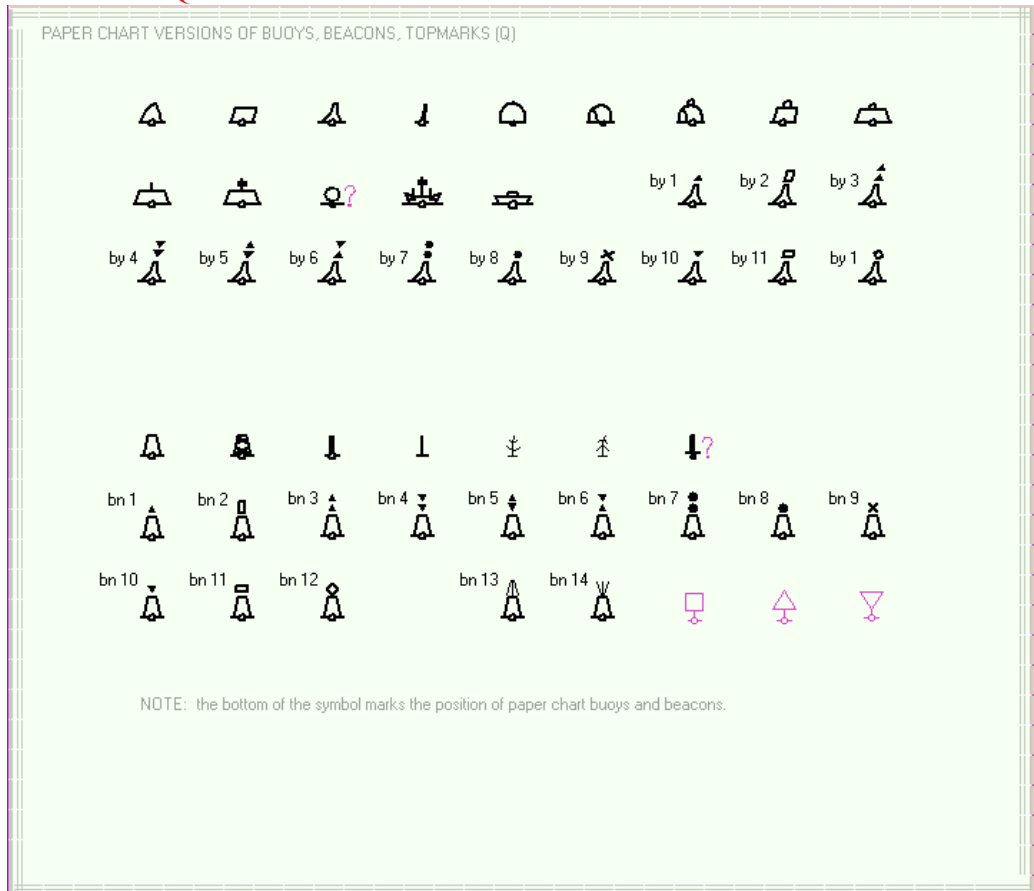 PAPER CHART VERSIONS OF BUOYS, BEACONS, TOPMARKS (Q)
by 1 by 2 by 3
?
by 4 by 5 by 6 by 7 by 8 by 9 by 10 by 11 by 1
?
bn 1 bn 2 bn 3 bn 4 bn 5 bn 6 bn 7 bn 8 bn 9
bn 10 bn 11 bn 12 bn 13 bn 14
NOTE: the bottom of the symbol marks the position of paper chart buoys and beacons.